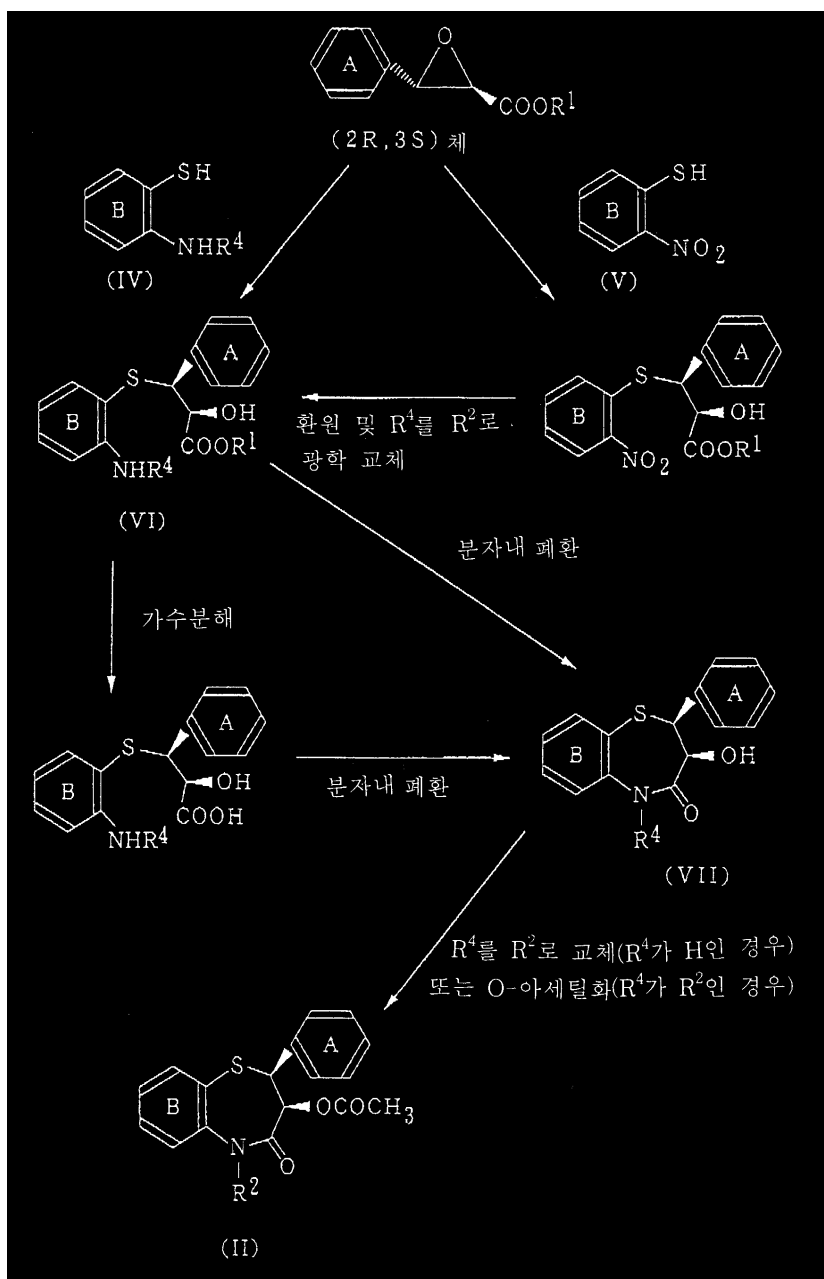 A
O
COOR¹
(2R,3S)체
SH
B
NHR⁴
(IV)
SH
B
NO₂
(V)
A
S
B
OH
COOR¹
NHR⁴
(VI)
환원 및 R⁴를 R²로
광학 교체
A
S
B
OH
NO₂
COOR¹
분자내 폐환
가수분해
A
S
B
OH
COOH
NHR⁴
분자내 폐환
A
S
B
OH
N
O
R⁴
(VII)
R⁴를 R²로 교체(R⁴가 H인 경우)
또는 O-아세틸화(R⁴가 R²인 경우)
A
S
B
OCOCH₃
N
O
R²
(II)